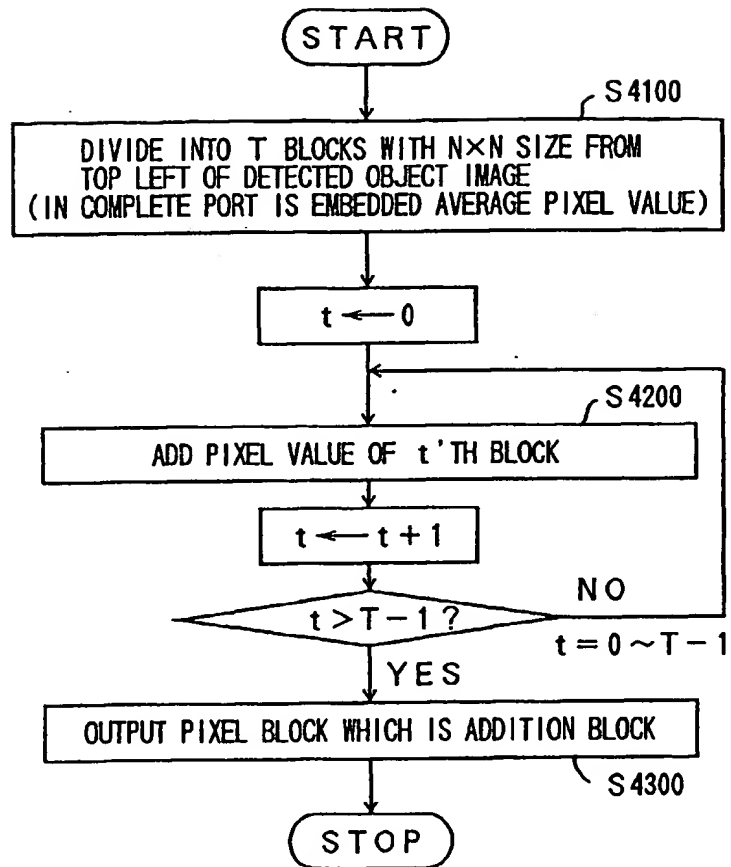 START
S4100
DIVIDE INTO T BLOCKS WITH N×N SIZE FROM
TOP LEFT OF DETECTED OBJECT IMAGE
(IN COMPLETE PORT IS EMBEDDED AVERAGE PIXEL VALUE)
t ← 0
S4200
ADD PIXEL VALUE OF t'TH BLOCK
t ← t + 1
t > T - 1 ?
NO
t = 0 ~ T - 1
YES
OUTPUT PIXEL BLOCK WHICH IS ADDITION BLOCK
S4300
STOP